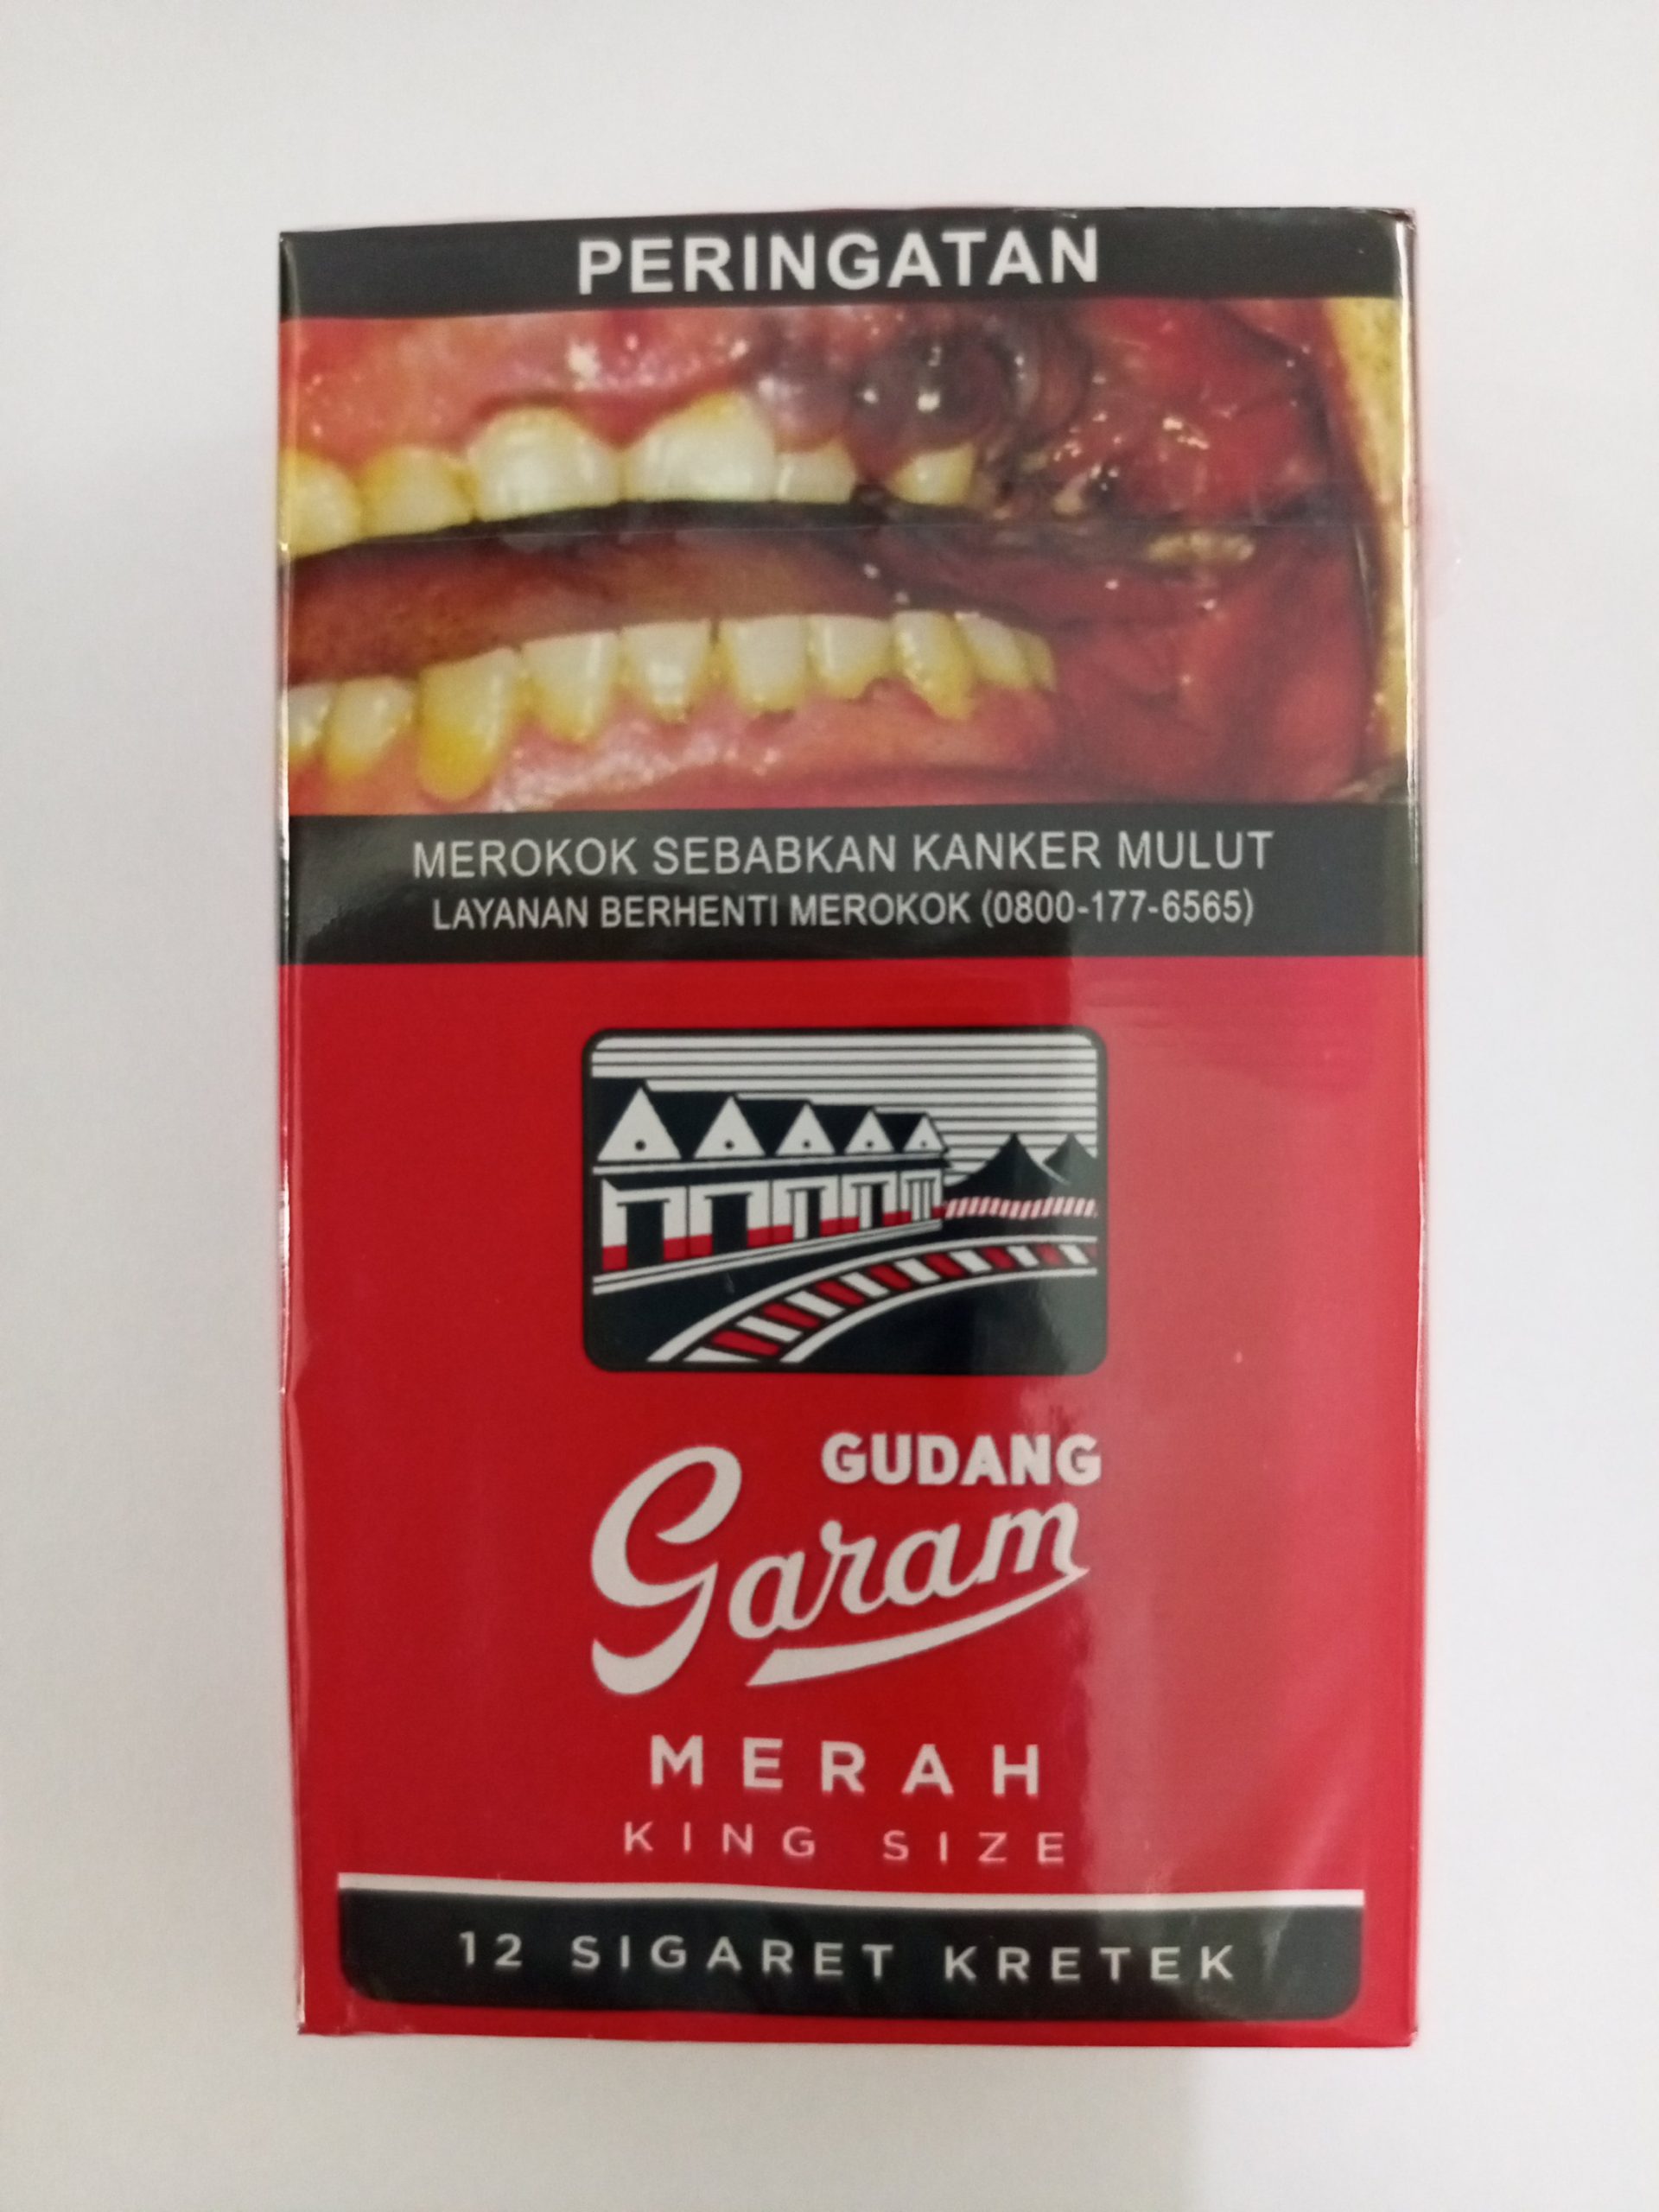 PERINGATAN
MEROKOK SEBABKAN KANKER MULUT
LAYANAN BERHENTI MEROKOK (0800-177-6565)
GUDANG
Garam
MERAH
KING SIZE
12 SIGARET KRETEK